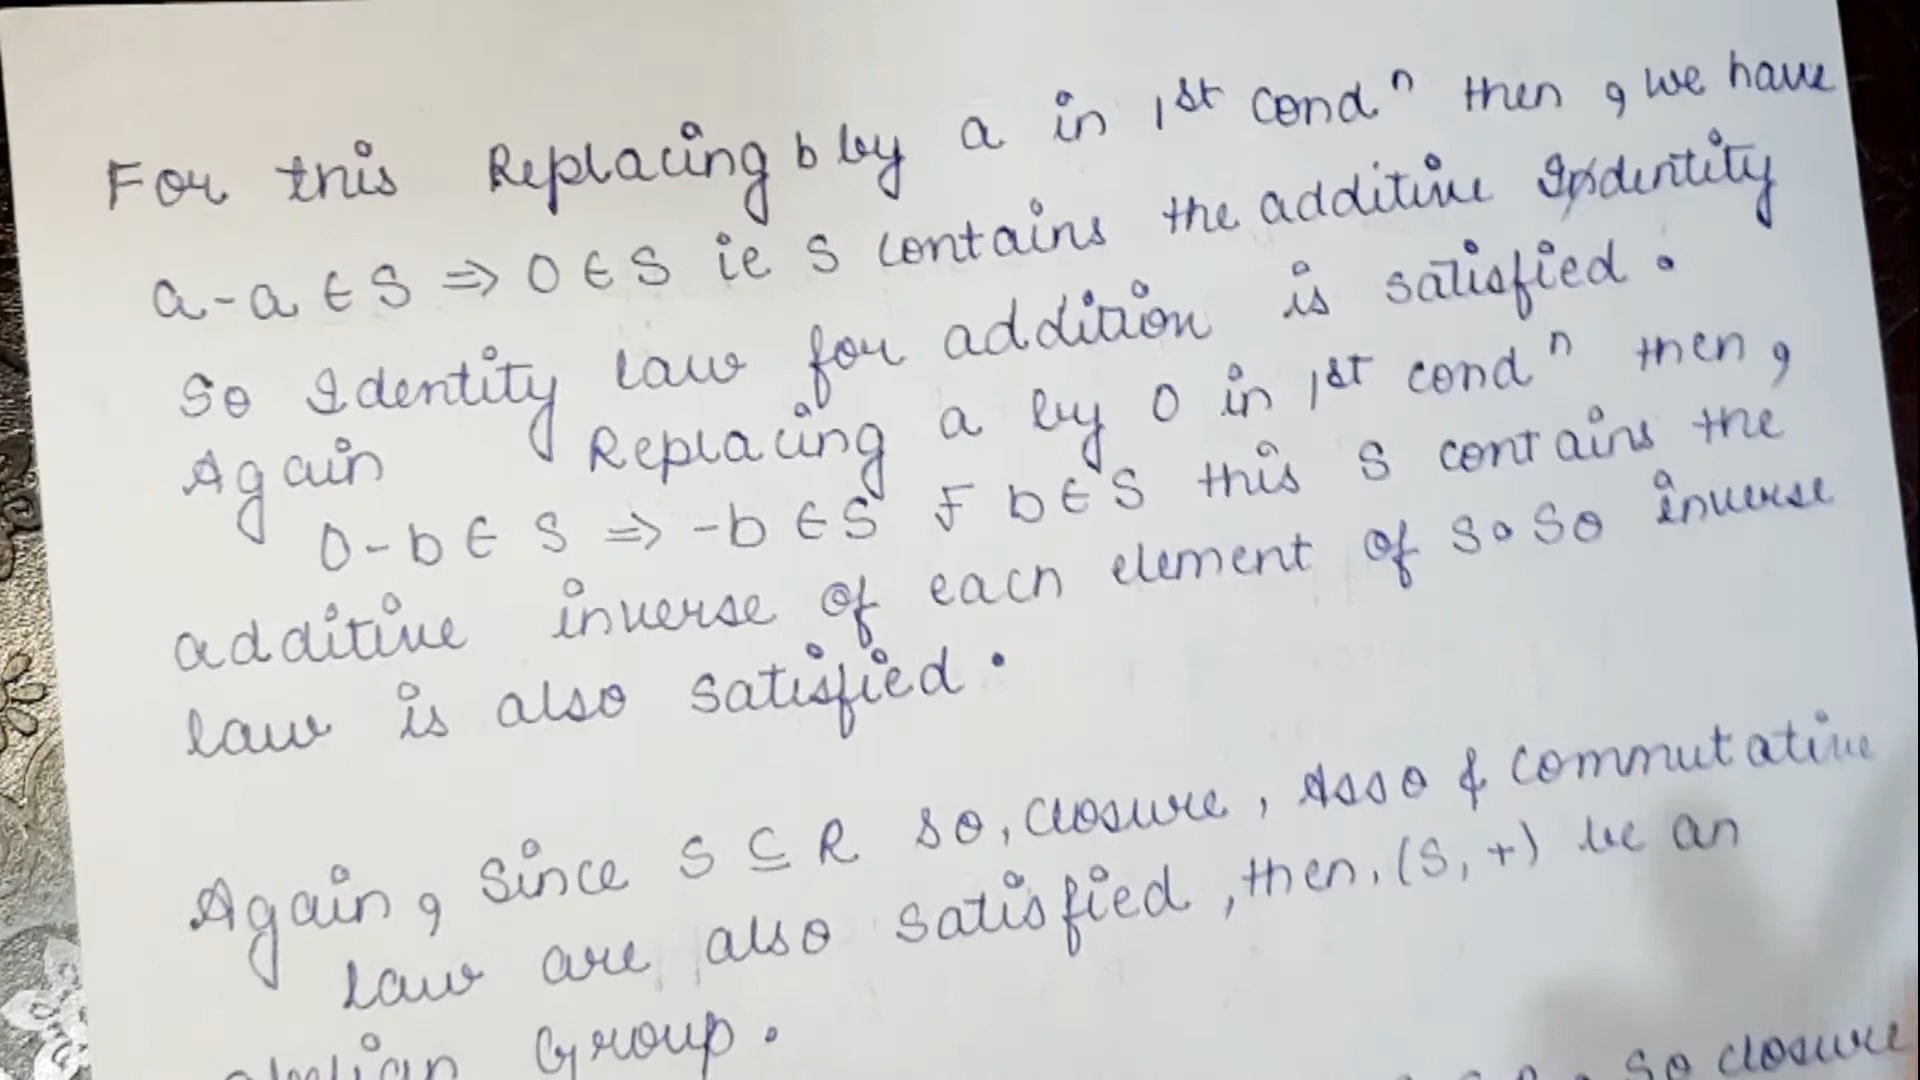 For this Replacing b by a in 1st condn then, we have
a-a ∈ S ⇒ 0 ∈ S ie S contains the additive Identity
So Identity law for addition is satisfied.
Again Replacing a by 0 in 1st condn then,
0-b ∈ S ⇒ -b ∈ S ∀ b ∈ S this S contains the
additive inverse of each element of S. So inverse
law is also satisfied.
Again, Since S ⊆ R so, closure, Asso & commutative
law are also satisfied, then, (S, +) be an
abelian Group.
so closure